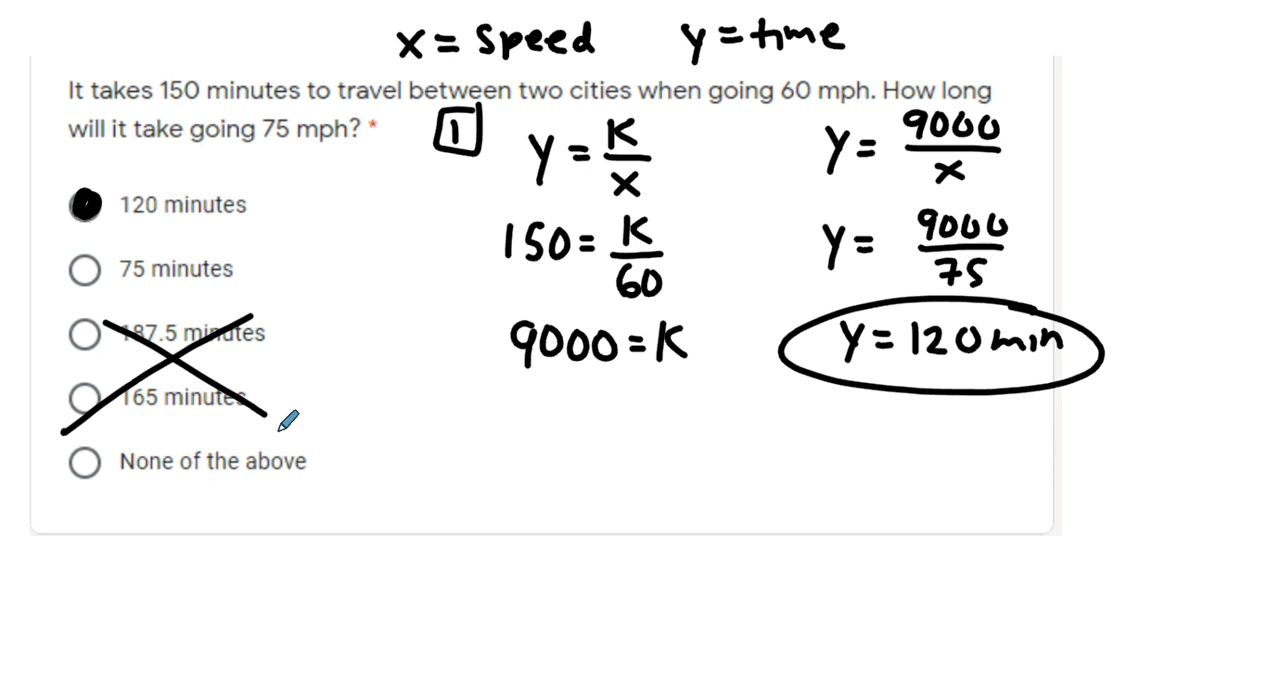 x = Speed y = time
It takes 150 minutes to travel between two cities when going 60 mph. How long
will it take going 75 mph? *
1
y = K/x
y = 9000/x
120 minutes
150 = K/60
y = 9000/75
75 minutes
9000 = K
y = 120 min
187.5 minutes
165 minutes
None of the above